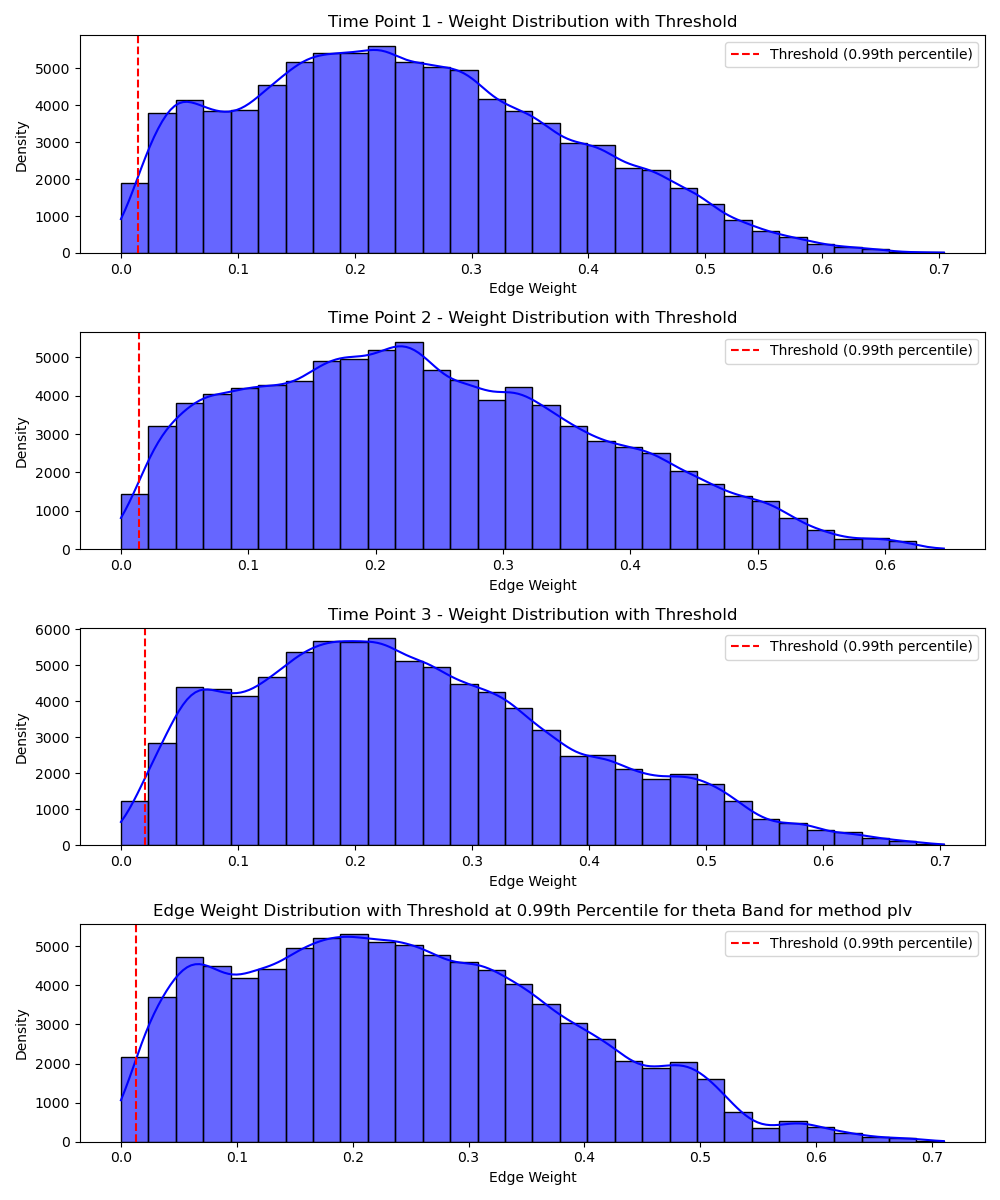 Time Point 1 - Weight Distribution with Threshold
Threshold (0.99th percentile)
Density
5000
4000
3000
2000
1000
0
0.0 0.1 0.2 0.3 0.4 0.5 0.6 0.7
Edge Weight
Time Point 2 - Weight Distribution with Threshold
Threshold (0.99th percentile)
Density
5000
4000
3000
2000
1000
0
0.0 0.1 0.2 0.3 0.4 0.5 0.6
Edge Weight
Time Point 3 - Weight Distribution with Threshold
Threshold (0.99th percentile)
Density
6000
5000
4000
3000
2000
1000
0
0.0 0.1 0.2 0.3 0.4 0.5 0.6 0.7
Edge Weight
Edge Weight Distribution with Threshold at 0.99th Percentile for theta Band for method plv
Threshold (0.99th percentile)
Density
5000
4000
3000
2000
1000
0
0.0 0.1 0.2 0.3 0.4 0.5 0.6 0.7
Edge Weight